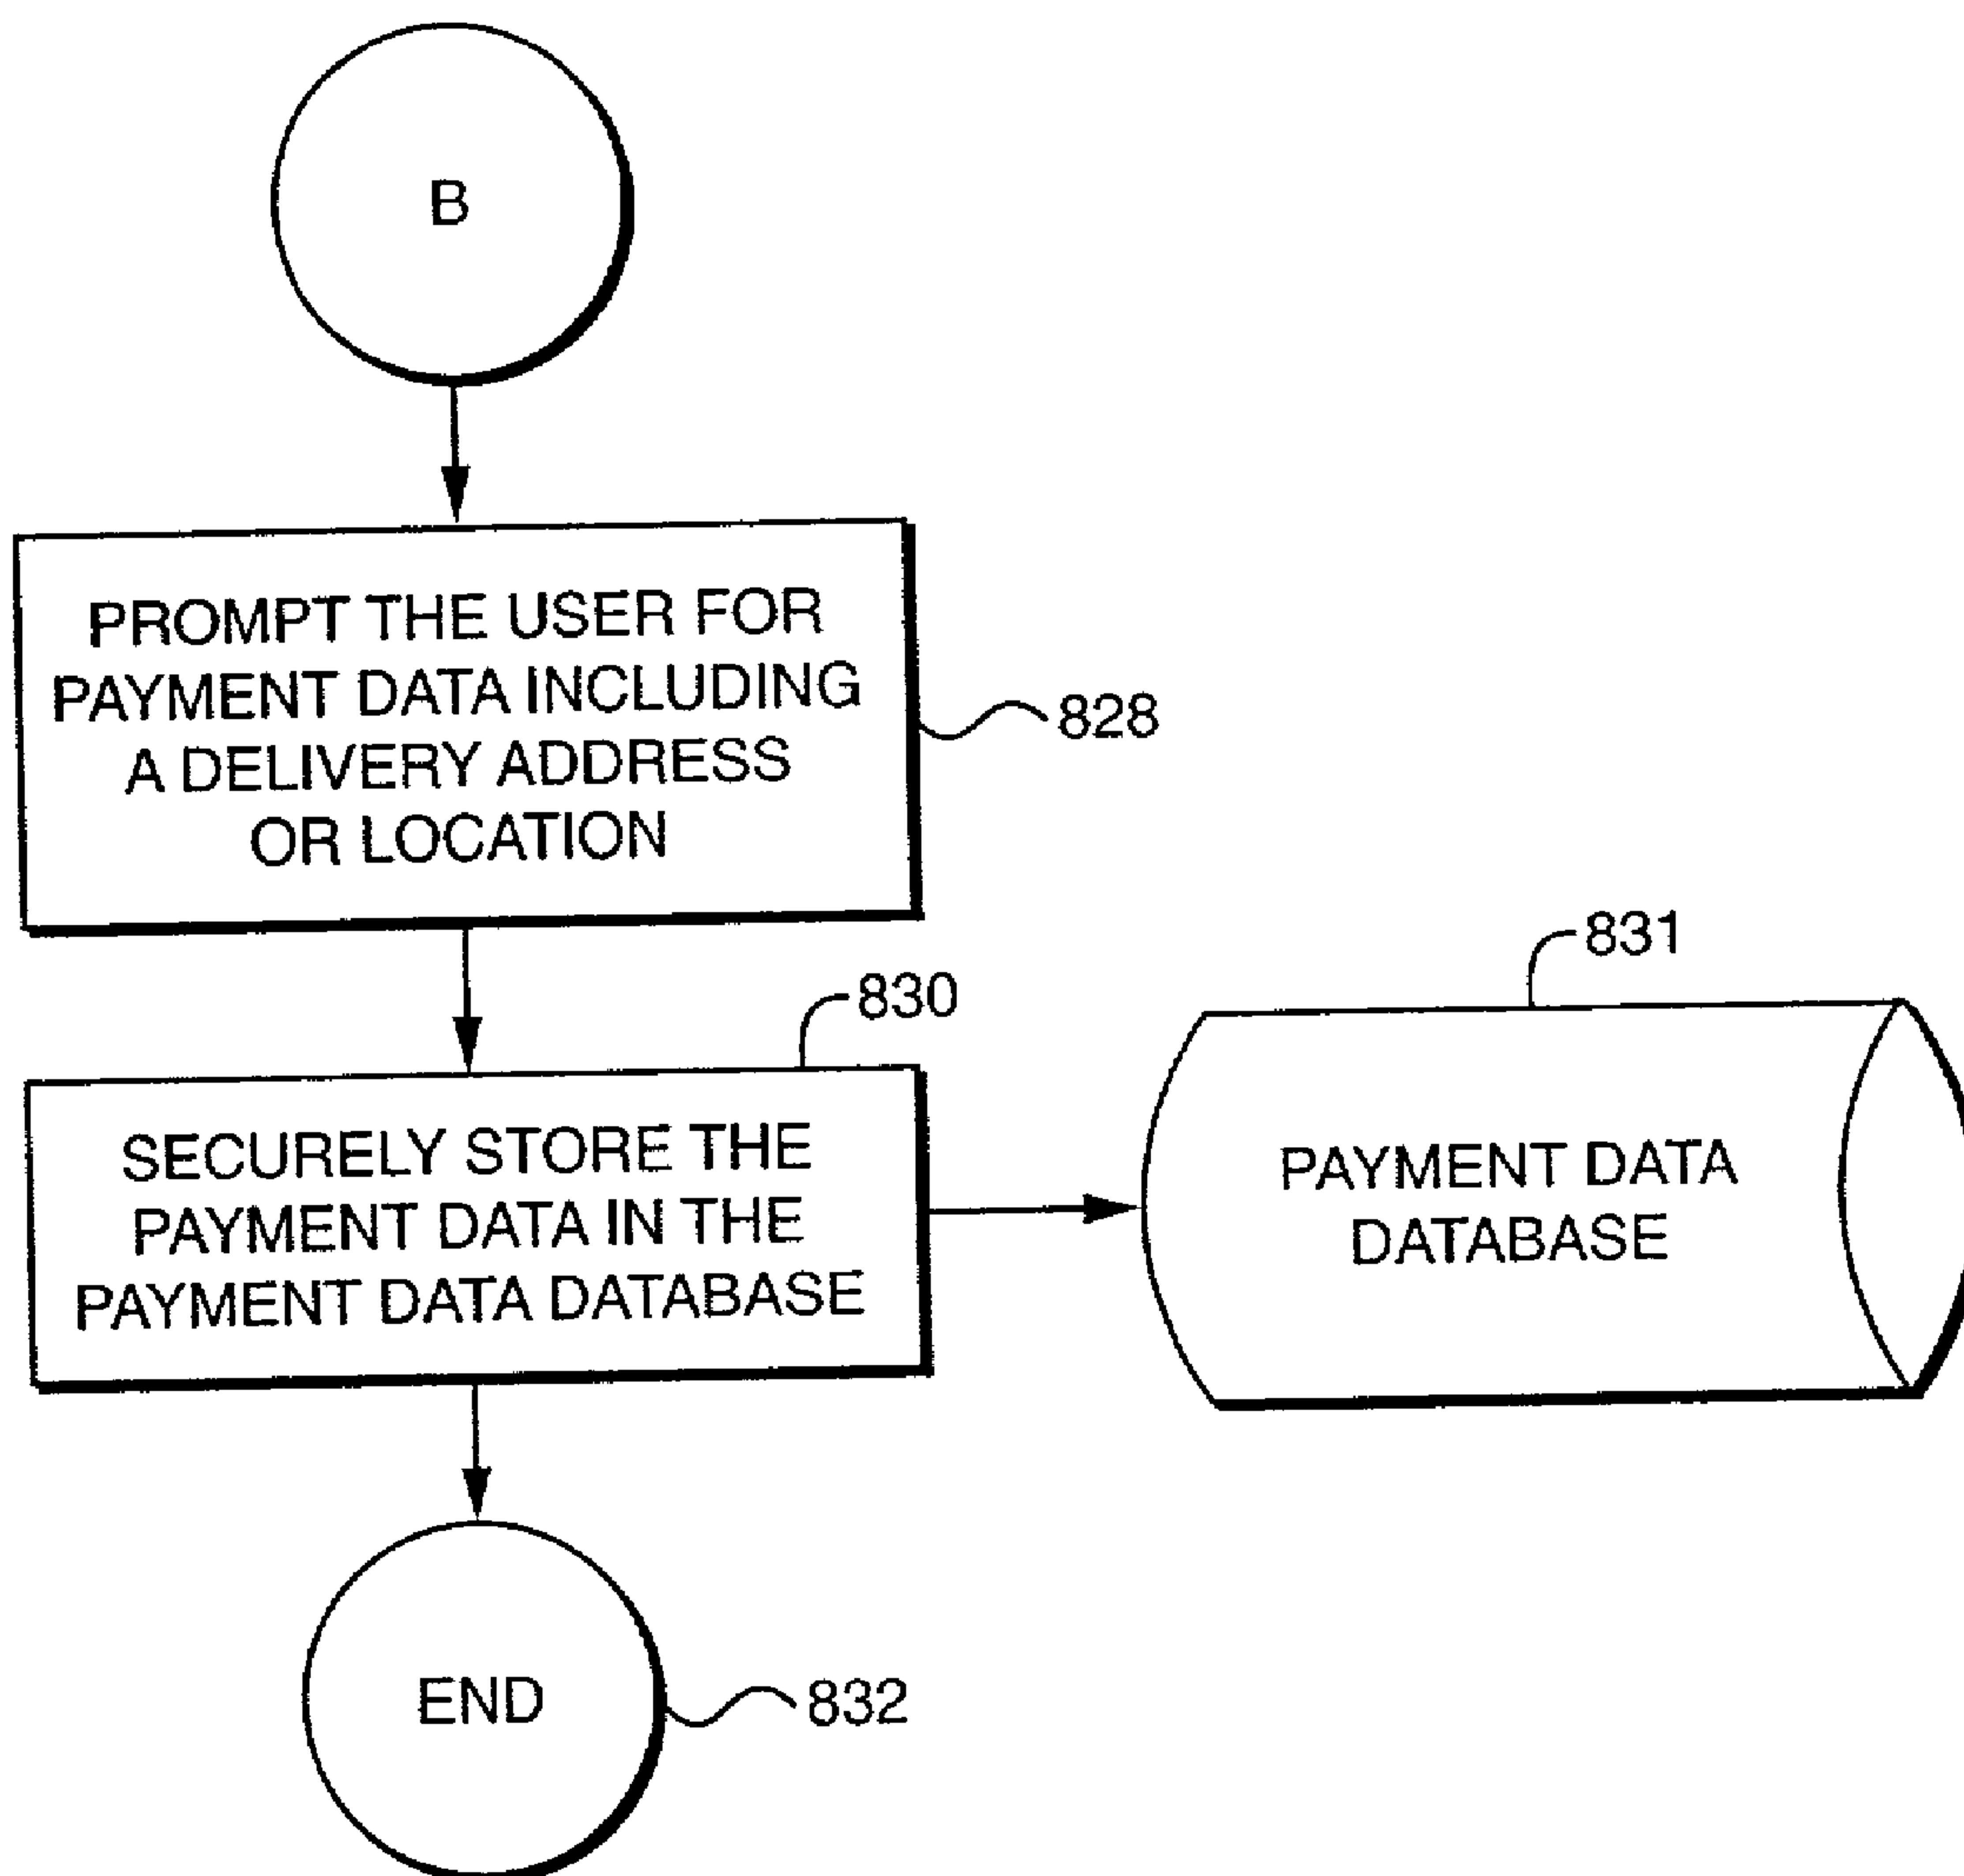 B
PROMPT THE USER FOR
PAYMENT DATA INCLUDING
A DELIVERY ADDRESS
OR LOCATION
828
830
831
SECURELY STORE THE
PAYMENT DATA IN THE
PAYMENT DATA DATABASE
PAYMENT DATA
DATABASE
END
832